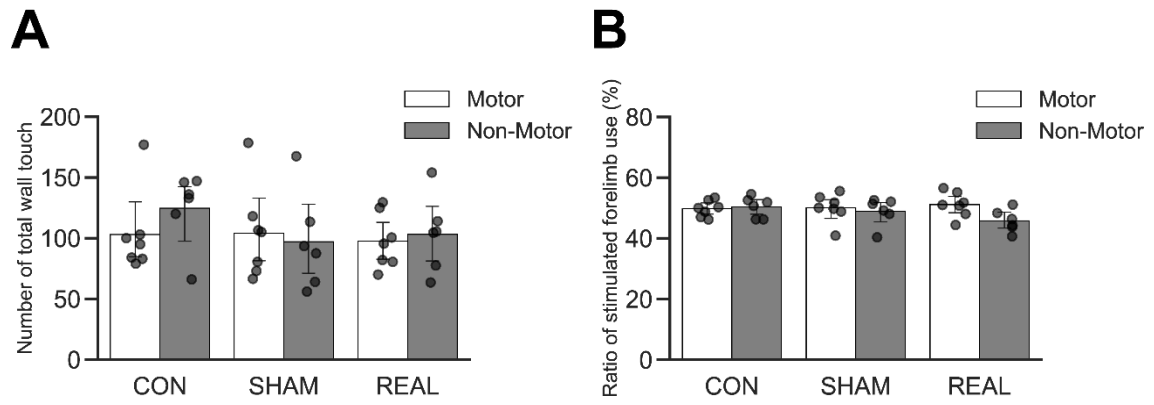 A
Number of total wall touch
200
150
100
50
0
Motor
Non-Motor
CON SHAM REAL
B
Ratio of stimulated forelimb use (%)
80
60
40
20
0
Motor
Non-Motor
CON SHAM REAL